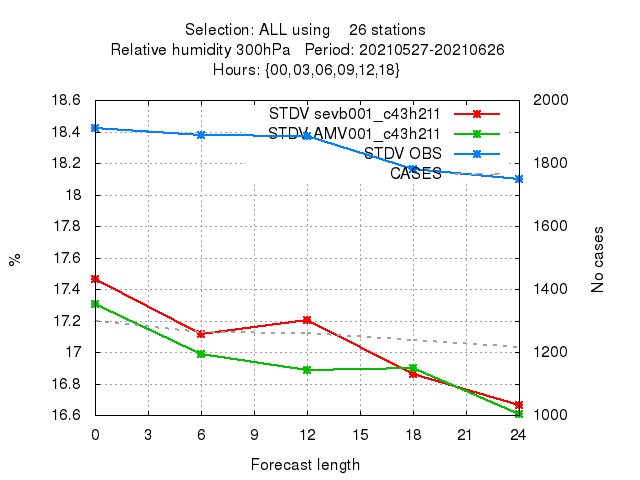 Selection: ALL using    26 stations
Relative humidity 300hPa   Period: 20210527-20210626
Hours: {00,03,06,09,12,18}
STDV sevb001_c43h211
STDV AMV001_c43h211
STDV OBS
CASES
18.6
18.4
18.2
18
17.8
17.6
17.4
17.2
17
16.8
16.6
%
2000
1800
1600
1400
1200
1000
No cases
0 3 6 9 12 15 18 21 24
Forecast length